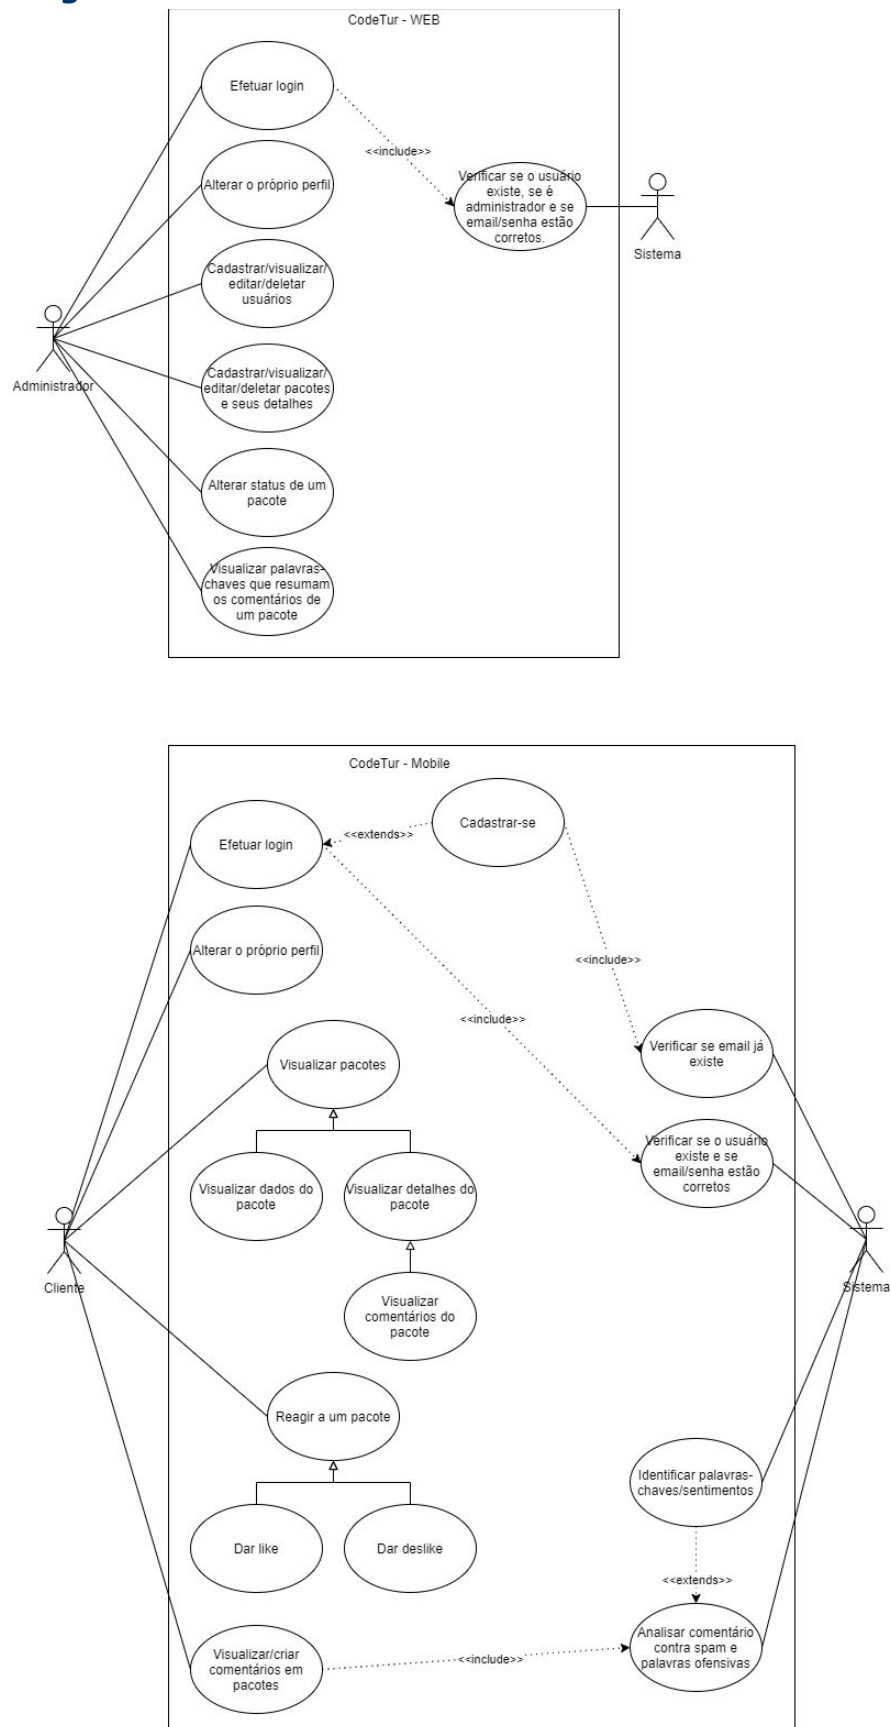 CodeTur - WEB
Efetuar login
<<include>>
Alterar o próprio perfil
Verificar se o usuário
existe, se é
administrador e se
email/senha estão
corretos.
Sistema
Cadastrar/visualizar/
editar/deletar
usuários
Administrador
Cadastrar/visualizar/
editar/deletar pacotes
e seus detalhes
Alterar status de um
pacote
Visualizar palavras-
chaves que resumam
os comentários de
um pacote
CodeTur - Mobile
Efetuar login
<<extends>>
Cadastrar-se
Alterar o próprio perfil
<<include>>
<<include>>
Verificar se email já
existe
Visualizar pacotes
Verificar se o usuário
existe e se
email/senha estão
corretos
Visualizar dados do
pacote
Visualizar detalhes do
pacote
Cliente
Sistema
Visualizar
comentários do
pacote
Reagir a um pacote
Identificar palavras-
chaves/sentimentos
Dar like
Dar deslike
<<extends>>
Visualizar/criar
comentários em
pacotes
<<include>>
Analisar comentário
contra spam e
palavras ofensivas